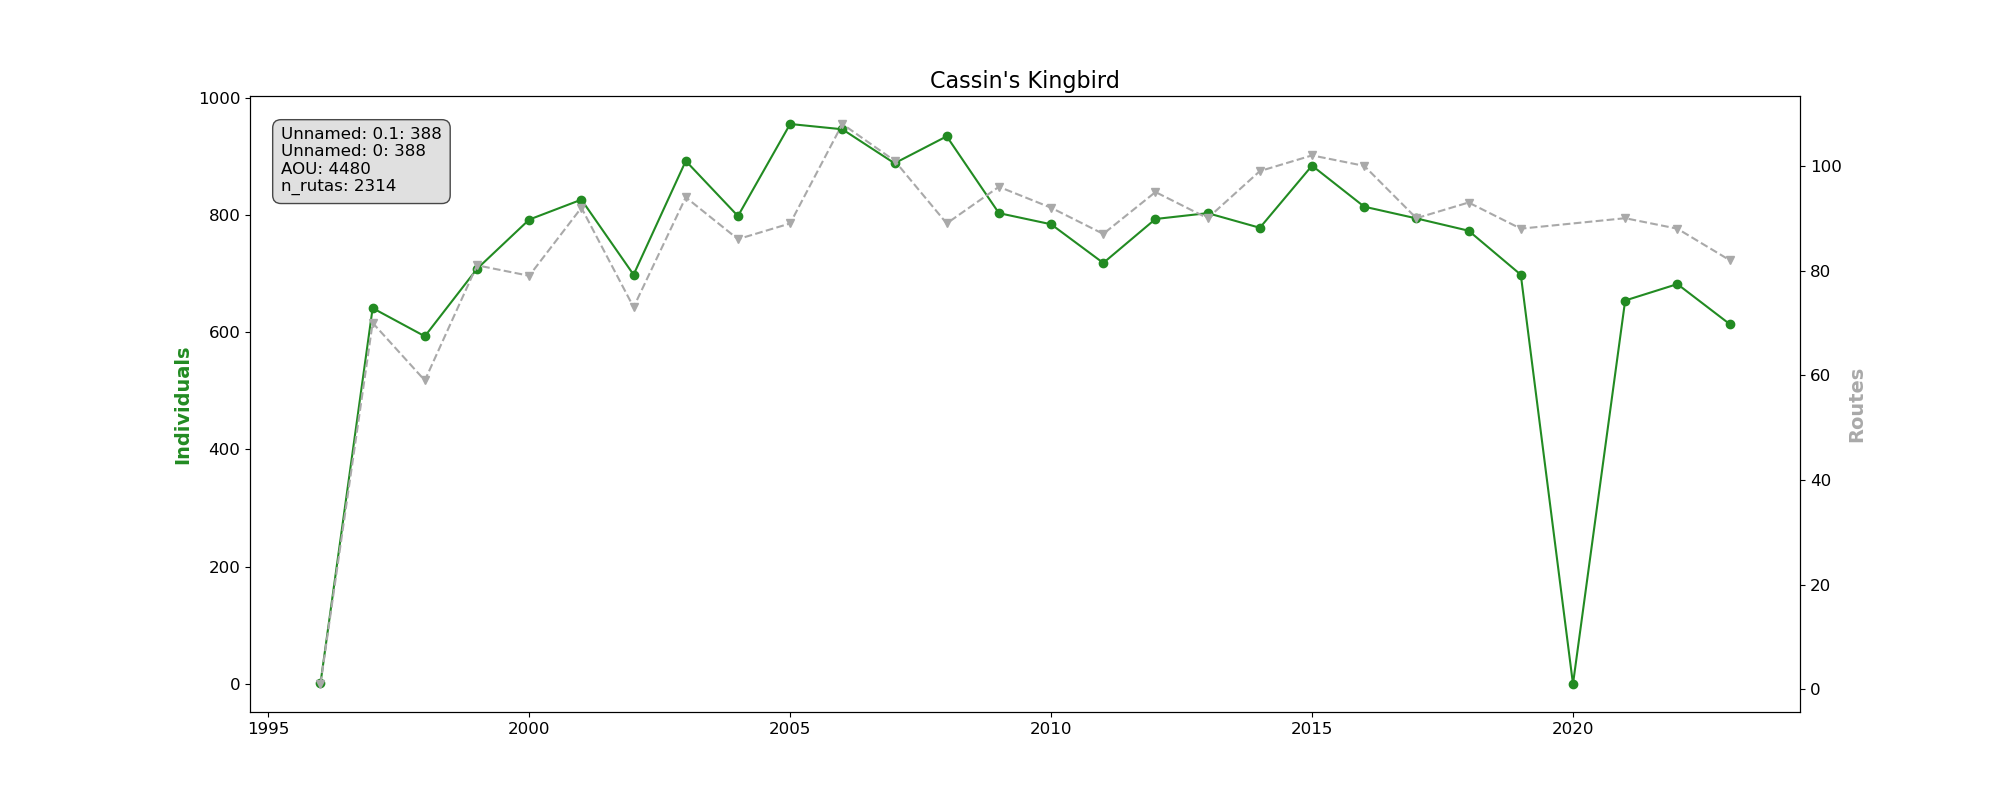 Cassin's Kingbird
Unnamed: 0.1: 388
Unnamed: 0: 388
AOU: 4480
n_rutas: 2314
1000
800
600
400
200
0
Individuals
100
80
60
40
20
0
Routes
1995 2000 2005 2010 2015 2020